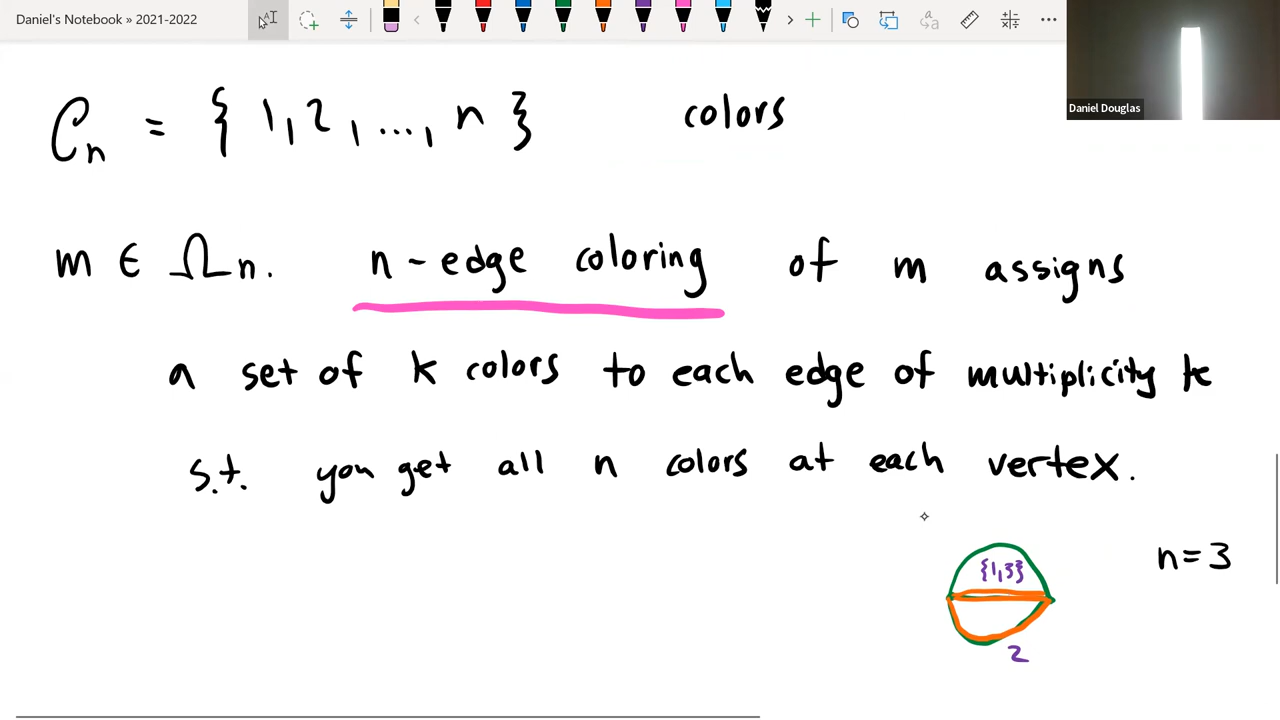 Daniel's Notebook » 2021-2022
Daniel Douglas
C_n = { 1, 2, ..., n } colors
m ∈ Ω_n. n-edge coloring of m assigns
a set of k colors to each edge of multiplicity k
s.t. you get all n colors at each vertex.
n=3
{1,3}
2